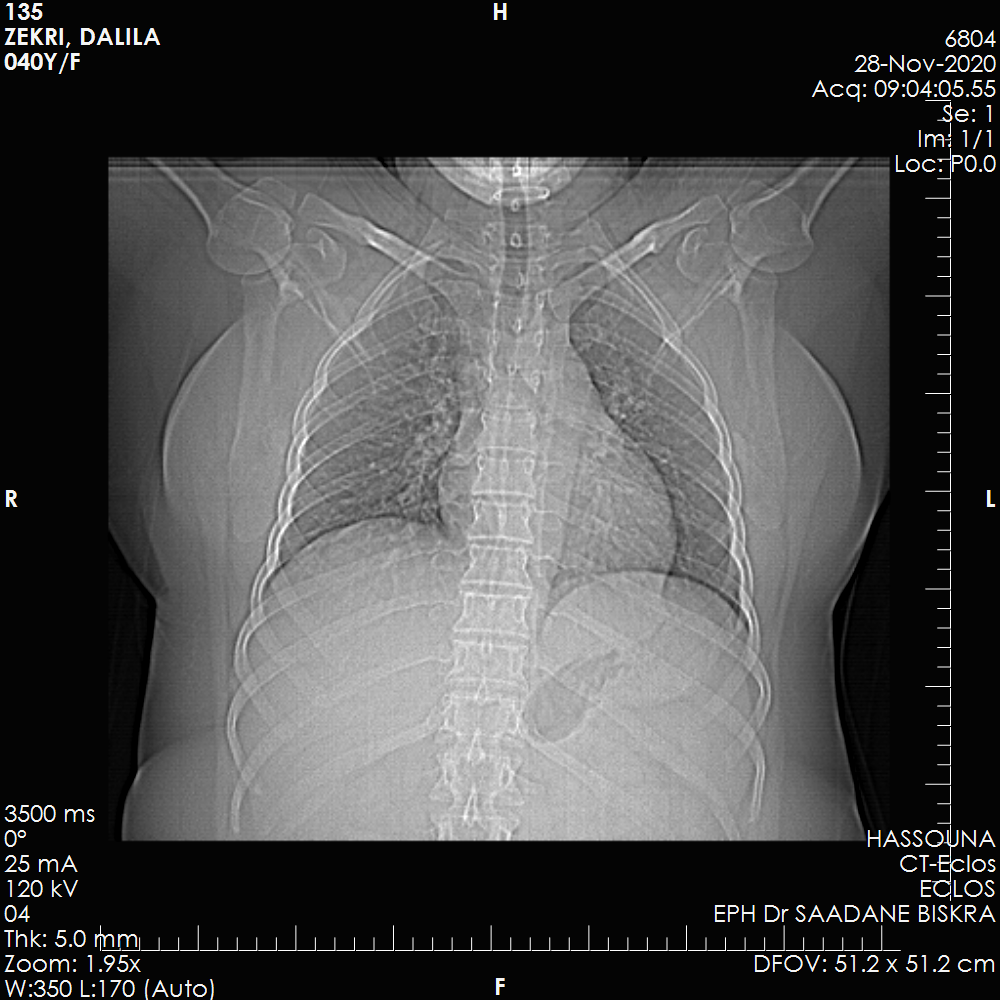 135
ZEKRI, DALILA
040Y/F
H
6804
28-Nov-2020
Acq: 09:04:05.55
Se: 1
Im: 1/1
Loc: P0.0
R
L
3500 ms
0°
25 mA
120 kV
04
Thk: 5.0 mm
Zoom: 1.95x
W:350 L:170 (Auto)
F
HASSOUNA
CT-Eclos
ECLOS
EPH Dr SAADANE BISKRA
DFOV: 51.2 x 51.2 cm